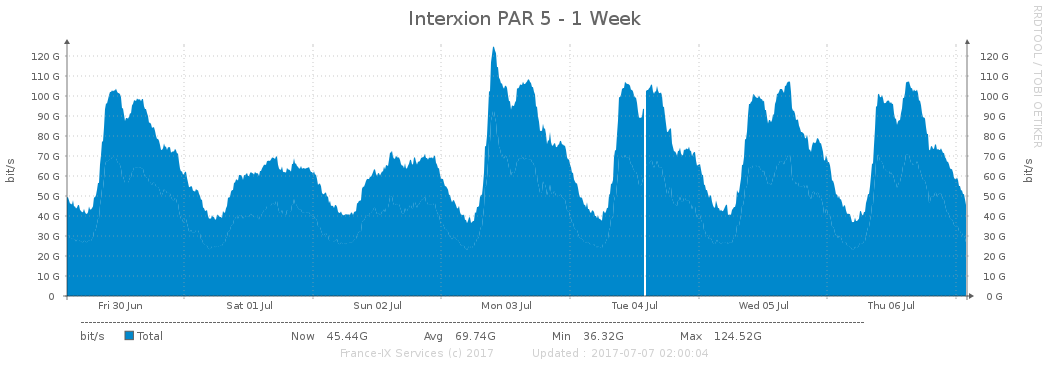 Interxion PAR 5 - 1 Week
RRDTOOL / TOBI OETIKER
bit/s
120 G
110 G
100 G
90 G
80 G
70 G
60 G
50 G
40 G
30 G
20 G
10 G
0
120 G
110 G
100 G
90 G
80 G
70 G
60 G
50 G
40 G
30 G
20 G
10 G
0 G
bit/s
Fri 30 Jun Sat 01 Jul Sun 02 Jul Mon 03 Jul Tue 04 Jul Wed 05 Jul Thu 06 Jul
bit/s Total Now 45.44G Avg 69.74G Min 36.32G Max 124.52G
France-IX Services (c) 2017 Updated : 2017-07-07 02:00:04